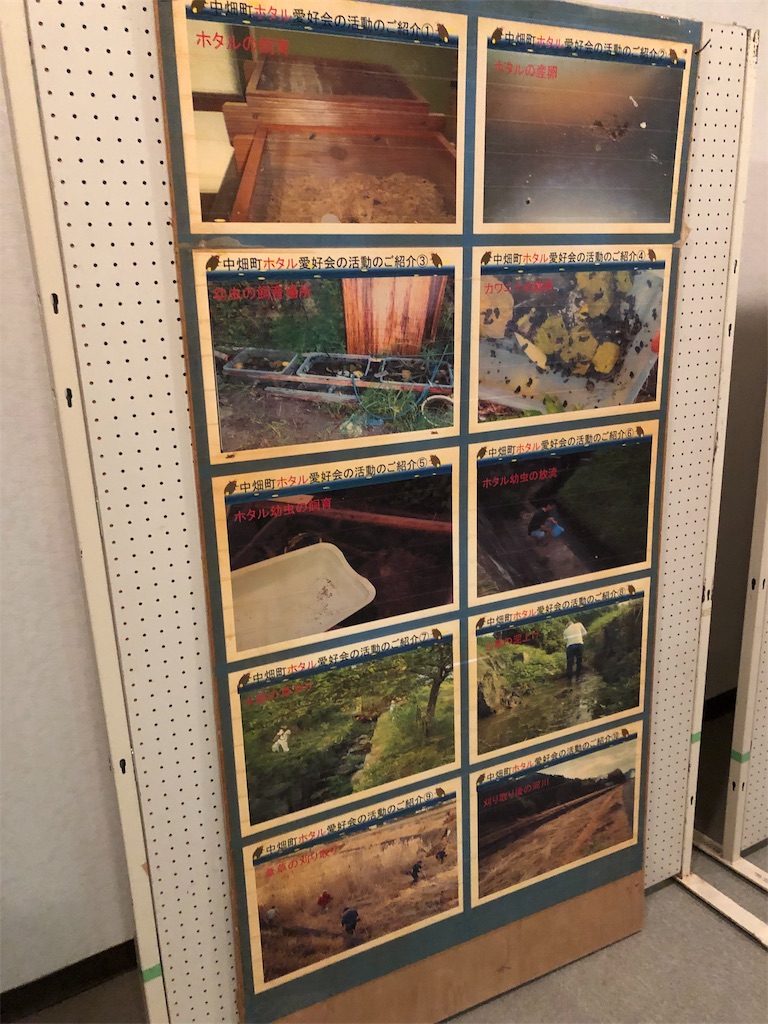 中畑町ホタル愛好会の活動のご紹介①
ホタルの
中畑町ホタル愛好会の活動のご紹介②
ホタルの産卵
中畑町ホタル愛好会の活動のご紹介③
幼虫の飼育場所
中畑町ホタル愛好会の活動のご紹介④
中畑町ホタル愛好会の活動のご紹介⑤
ホタル幼虫の飼育
中畑町ホタル愛好会の活動のご紹介⑥
ホタル幼虫の放流
中畑町ホタル愛好会の活動のご紹介⑦
中畑町ホタル愛好会の活動のご紹介⑧
中畑町ホタル愛好会の活動のご紹介⑨
の刈り取り
中畑町ホタル愛好会の活動のご紹介⑩
刈り取り後の河川